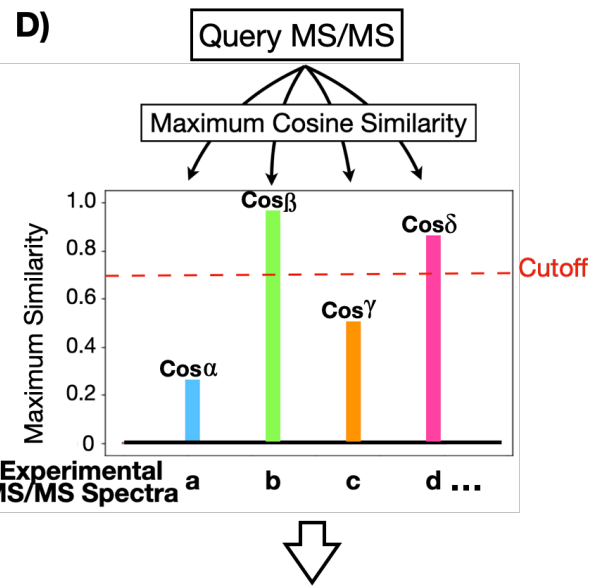 D)
Query MS/MS
Maximum Cosine Similarity
Maximum Similarity
1.0
0.8
0.6
0.4
0.2
0
Cosβ
Cosδ
Cutoff
Cosγ
Cosα
Experimental
MS/MS Spectra
a b c d ...